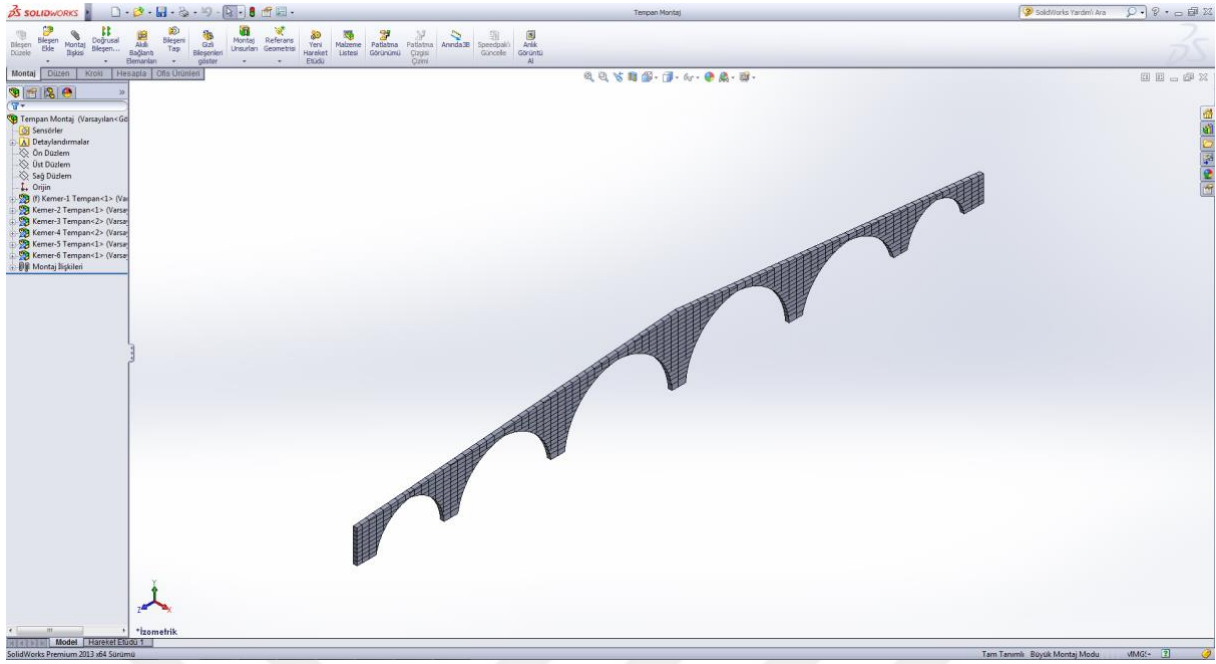 SOLIDWORKS
Tempan Montaj
SolidWorks Yardım'ı Ara
Bileşen Düzele
Bileşen Ekle
Montaj İlişkisi
Doğrusal Bileşen...
Akıllı Bağlantı Elemanları
Bileşeni Taşı
Gizli Bileşenleri göster
Montaj Unsurları
Referans Geometrisi
Yeni Hareket Etüdü
Malzeme Listesi
Patlatma Görünümü
Patlatma Çizgisi Çizimi
Anında3B
Speedpak'ı Güncelle
Anlık Görüntü Al
Montaj Düzen Kroki Hesapla Ofis Ürünleri
Tempan Montaj (Varsayılan<Gö
Sensörler
Detaylandırmalar
Ön Düzlem
Üst Düzlem
Sağ Düzlem
Orijin
(f) Kemer-1 Tempan<1> (Va
Kemer-2 Tempan<1> (Varsa
Kemer-3 Tempan<2> (Varsa
Kemer-4 Tempan<2> (Varsa
Kemer-5 Tempan<1> (Varsa
Kemer-6 Tempan<1> (Varsa
Montaj İlişkileri
Y
Z X
*İzometrik
Model Hareket Etüdü 1
SolidWorks Premium 2013 x64 Sürümü Tam Tanımlı Büyük Montaj Modu